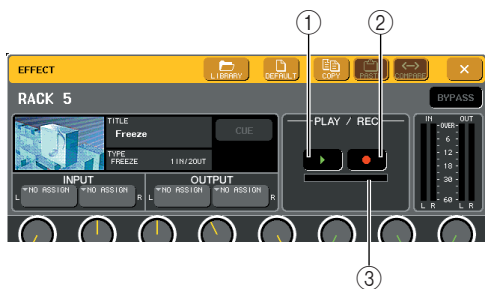 ① ②
EFFECT
LIBRARY DEFAULT COPY PASTE COMPARE ×
RACK 5
BYPASS
TITLE
Freeze
CUE
TYPE
FREEZE 1IN/2OUT
PLAY / REC
IN OUT
OVER
6
12
18
30
60
L R L R
INPUT OUTPUT
L NO ASSIGN NO ASSIGN R L NO ASSIGN NO ASSIGN R
③